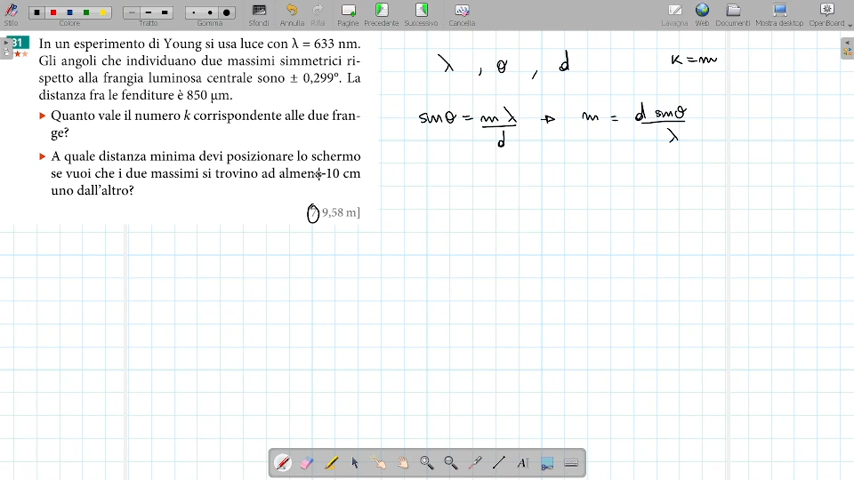 Stilo
Colore
Tratto
Gomma
Sfondi
Annulla
Rifai
Pagine
Precedente
Successivo
Cancella
Lavagna
Web
Documenti
Mostra desktop
OpenBoard
31
In un esperimento di Young si usa luce con λ = 633 nm.
Gli angoli che individuano due massimi simmetrici ri-
spetto alla frangia luminosa centrale sono ± 0,299°. La
distanza fra le fenditure è 850 μm.
▶ Quanto vale il numero k corrispondente alle due fran-
ge?
▶ A quale distanza minima devi posizionare lo schermo
se vuoi che i due massimi si trovino ad almeno 10 cm
uno dall'altro?
[7; 9,58 m]
λ , θ , d
K = m
sinθ = mλ/d → m = d sinθ/λ